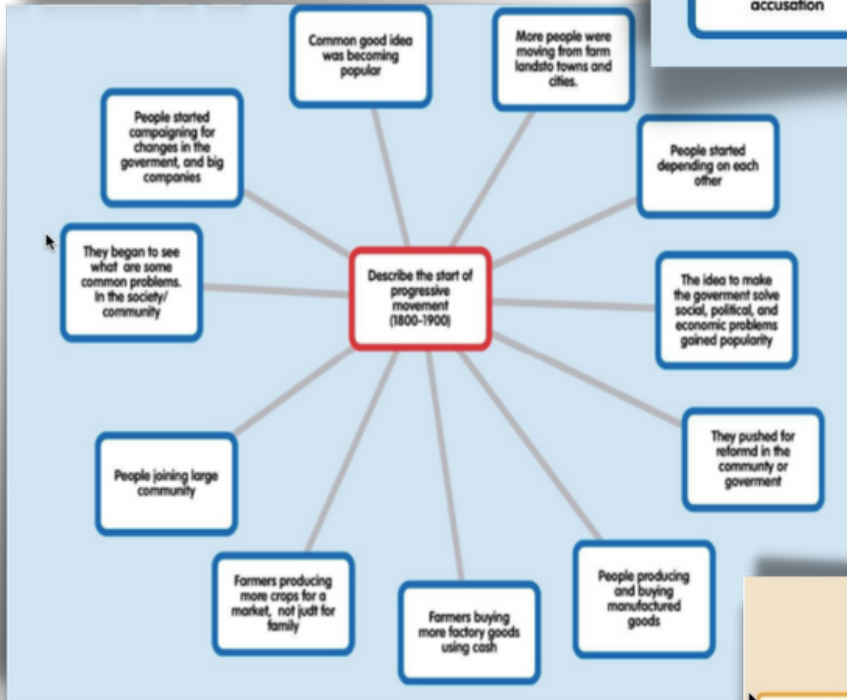 accusation
Common good idea
was becoming
popular
More people were
moving from farm
landsto towns and
cities.
People started
campaigning for
changes in the
goverment, and big
companies
People started
depending on each
other
They began to see
what are some
common problems.
In the society/
community
Describe the start of
progressive
movement
(1800-1900)
The idea to make
the goverment solve
social, political, and
economic problems
gained popularity
They pushed for
reformd in the
communty or
goverment
People joining large
community
Farmers producing
more crops for a
market, not judt for
family
Farmers buying
more factory goods
using cash
People producing
and buying
manufactured
goods